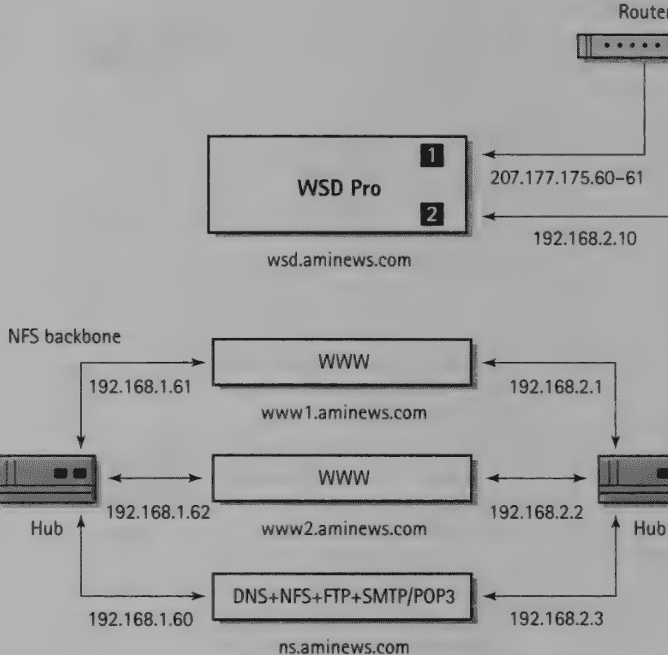 Router
1
WSD Pro
207.177.175.60–61
2
192.168.2.10
wsd.aminews.com
NFS backbone
WWW
192.168.1.61
192.168.2.1
www1.aminews.com
WWW
192.168.1.62
192.168.2.2
Hub
www2.aminews.com
Hub
DNS+NFS+FTP+SMTP/POP3
192.168.1.60
192.168.2.3
ns.aminews.com